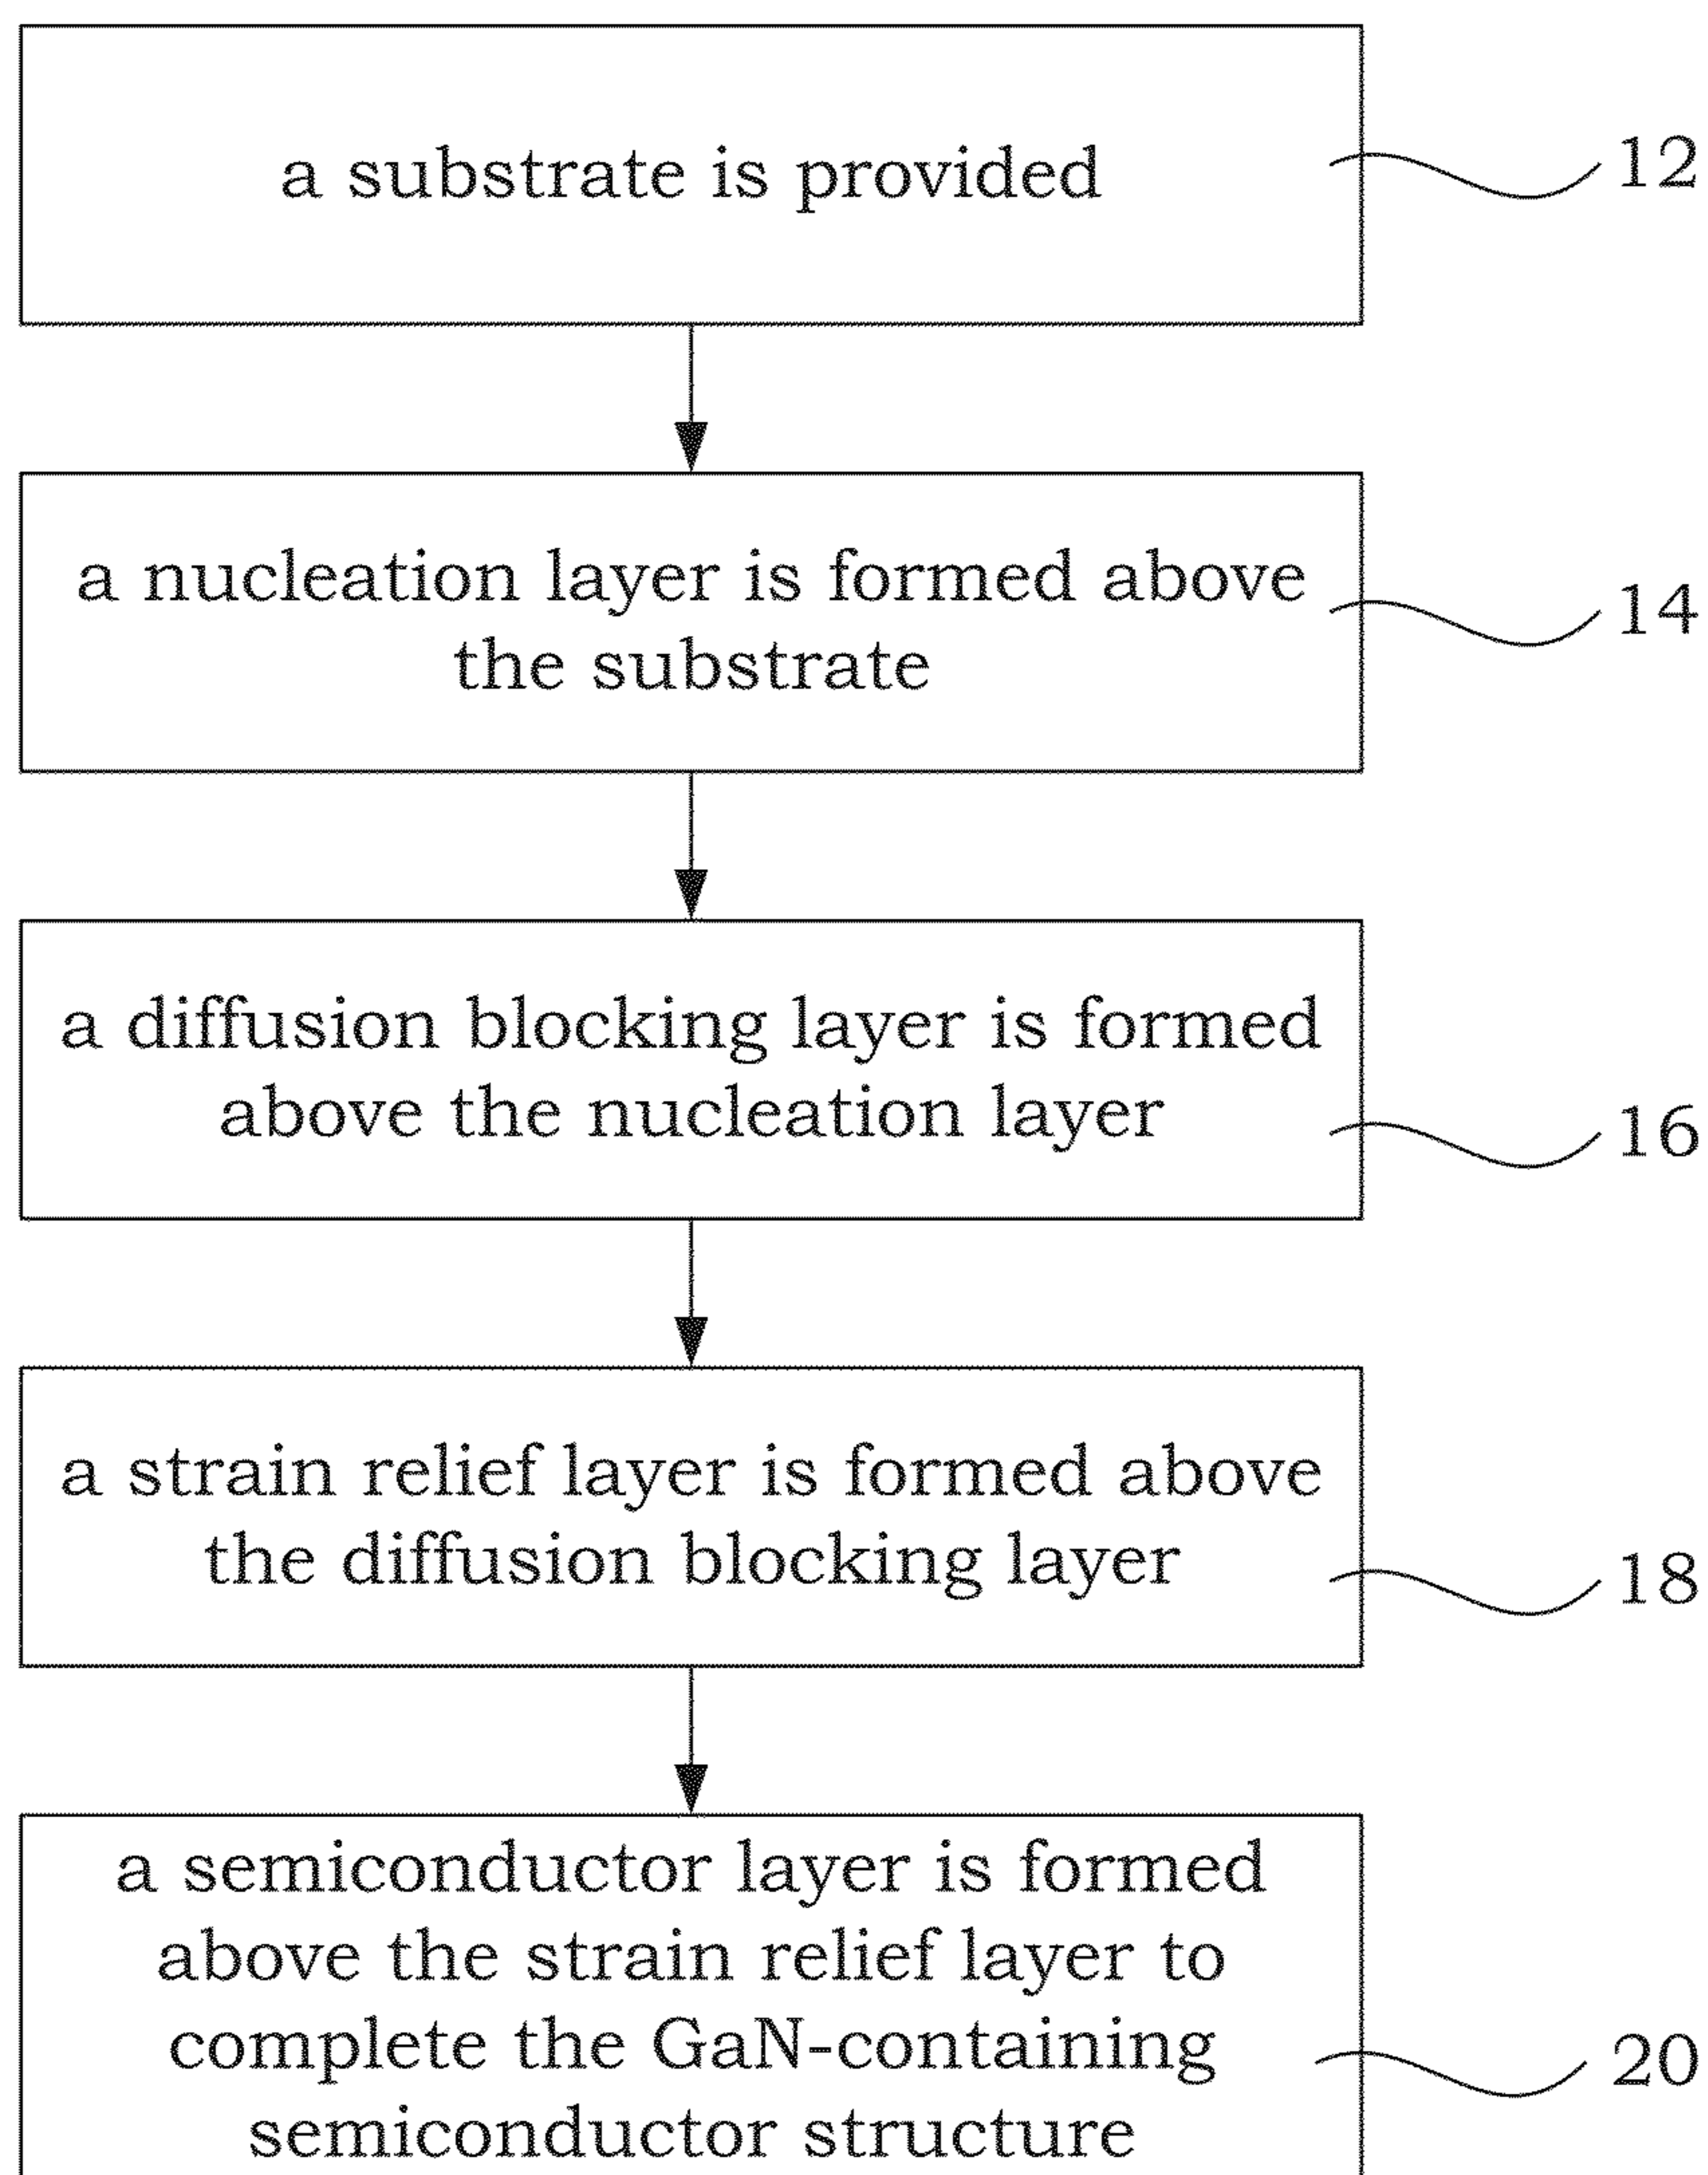 a substrate is provided
12
a nucleation layer is formed above
the substrate
14
a diffusion blocking layer is formed
above the nucleation layer
16
a strain relief layer is formed above
the diffusion blocking layer
18
a semiconductor layer is formed
above the strain relief layer to
complete the GaN-containing
semiconductor structure
20